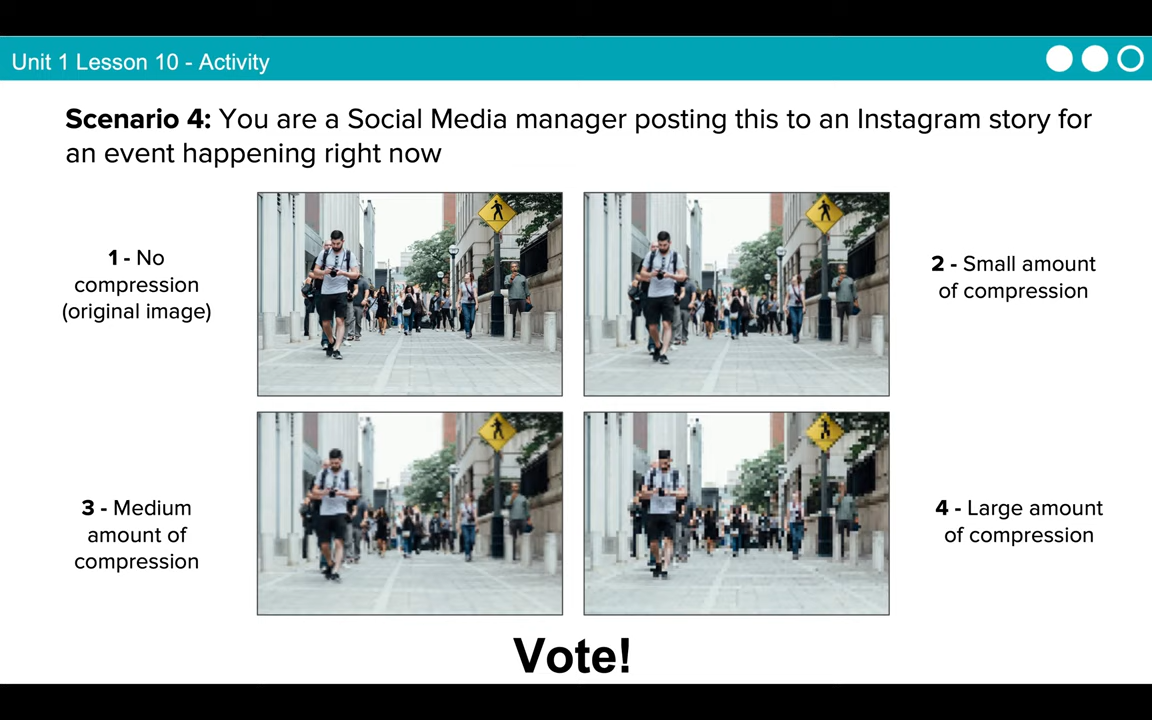 Unit 1 Lesson 10 - Activity
Scenario 4: You are a Social Media manager posting this to an Instagram story for
an event happening right now
1 - No
compression
(original image)
2 - Small amount
of compression
3 - Medium
amount of
compression
4 - Large amount
of compression
Vote!